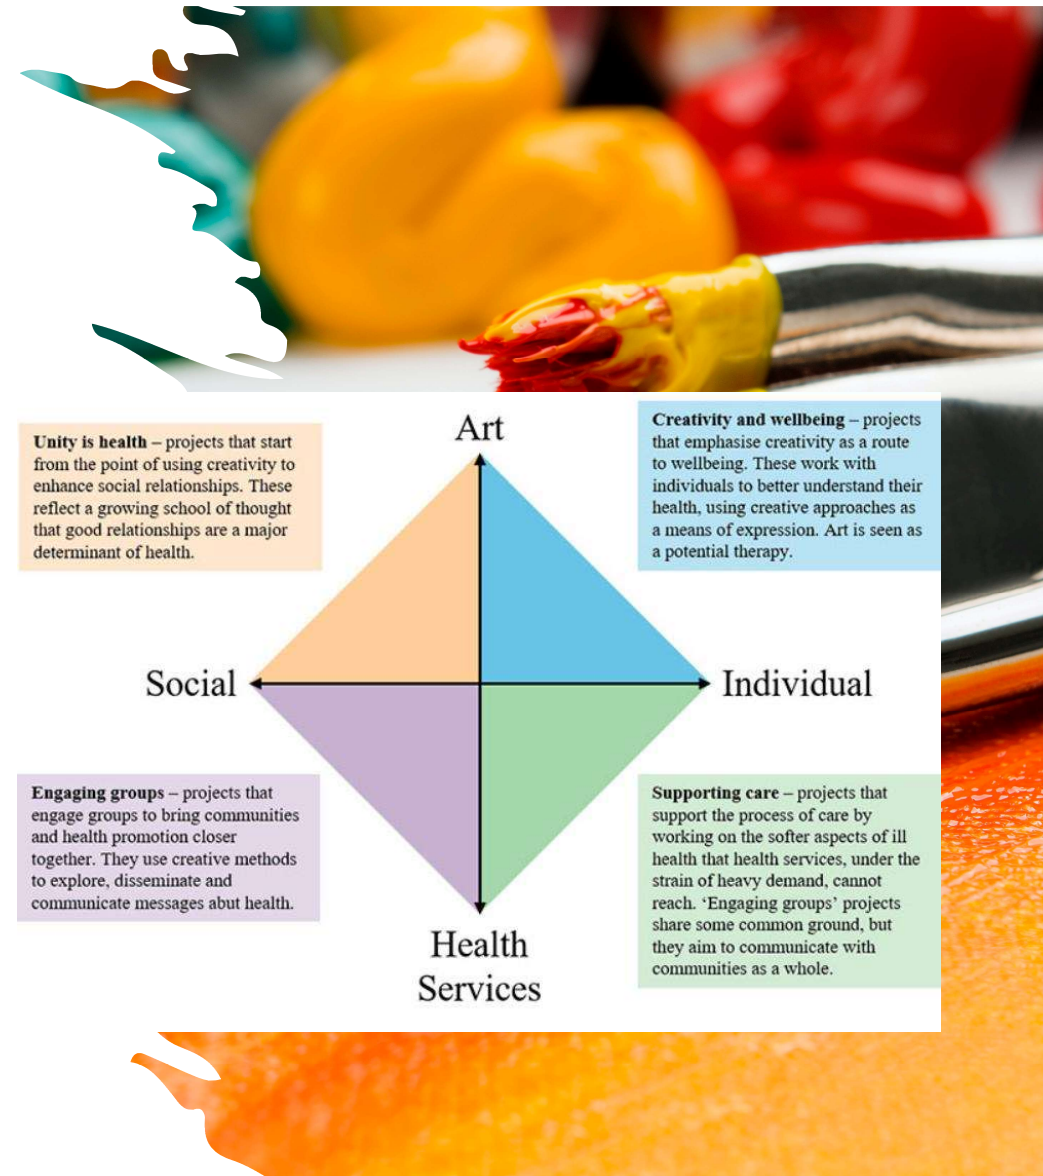 Art
Unity is health – projects that start
from the point of using creativity to
enhance social relationships. These
reflect a growing school of thought
that good relationships are a major
determinant of health.
Creativity and wellbeing – projects
that emphasise creativity as a route
to wellbeing. These work with
individuals to better understand their
health, using creative approaches as
a means of expression. Art is seen as
a potential therapy.
Social
Individual
Engaging groups – projects that
engage groups to bring communities
and health promotion closer
together. They use creative methods
to explore, disseminate and
communicate messages abut health.
Supporting care – projects that
support the process of care by
working on the softer aspects of ill
health that health services, under the
strain of heavy demand, cannot
reach. ‘Engaging groups’ projects
share some common ground, but
they aim to communicate with
communities as a whole.
Health
Services